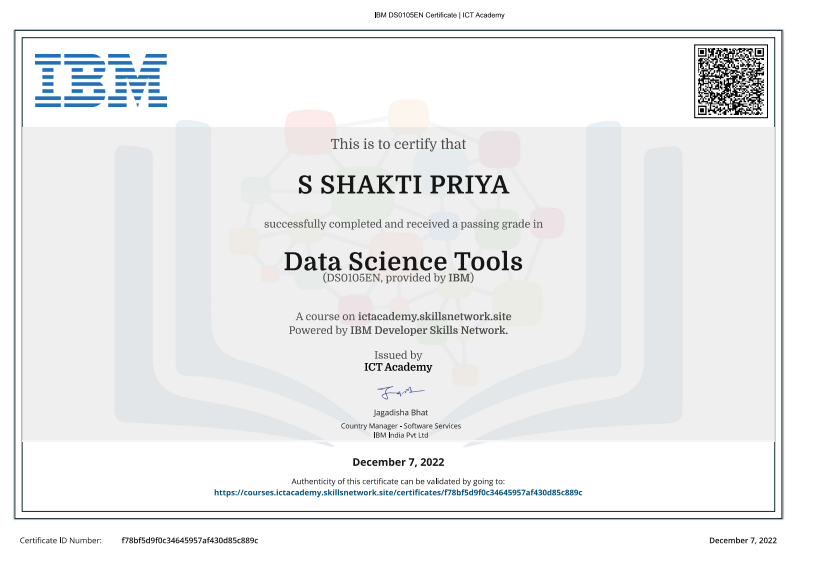 IBM DS0105EN Certificate | ICT Academy
IBM
This is to certify that
S SHAKTI PRIYA
successfully completed and received a passing grade in
Data Science Tools
(DS0105EN, provided by IBM)
A course on ictacademy.skillsnetwork.site
Powered by IBM Developer Skills Network.
Issued by
ICT Academy
Jagadisha Bhat
Country Manager - Software Services
IBM India Pvt Ltd
December 7, 2022
Authenticity of this certificate can be validated by going to:
https://courses.ictacademy.skillsnetwork.site/certificates/f78bf5d9f0c34645957af430d85c889c
Certificate ID Number: f78bf5d9f0c34645957af430d85c889c
December 7, 2022